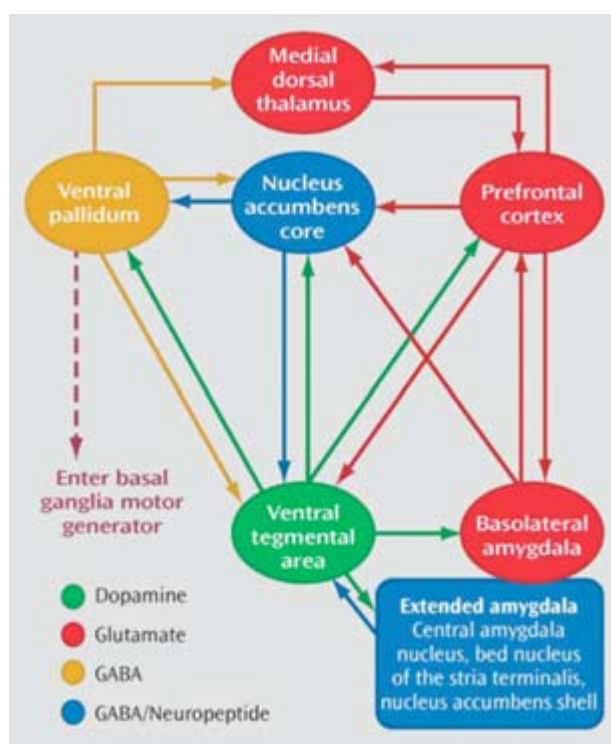 Medial
dorsal
thalamus
Ventral
pallidum
Nucleus
accumbens
core
Prefrontal
cortex
Enter basal
ganglia motor
generator
Ventral
tegmental
area
Basolateral
amygdala
Extended amygdala
Central amygdala
nucleus, bed nucleus
of the stria terminalis,
nucleus accumbens shell
Dopamine
Glutamate
GABA
GABA/Neuropeptide